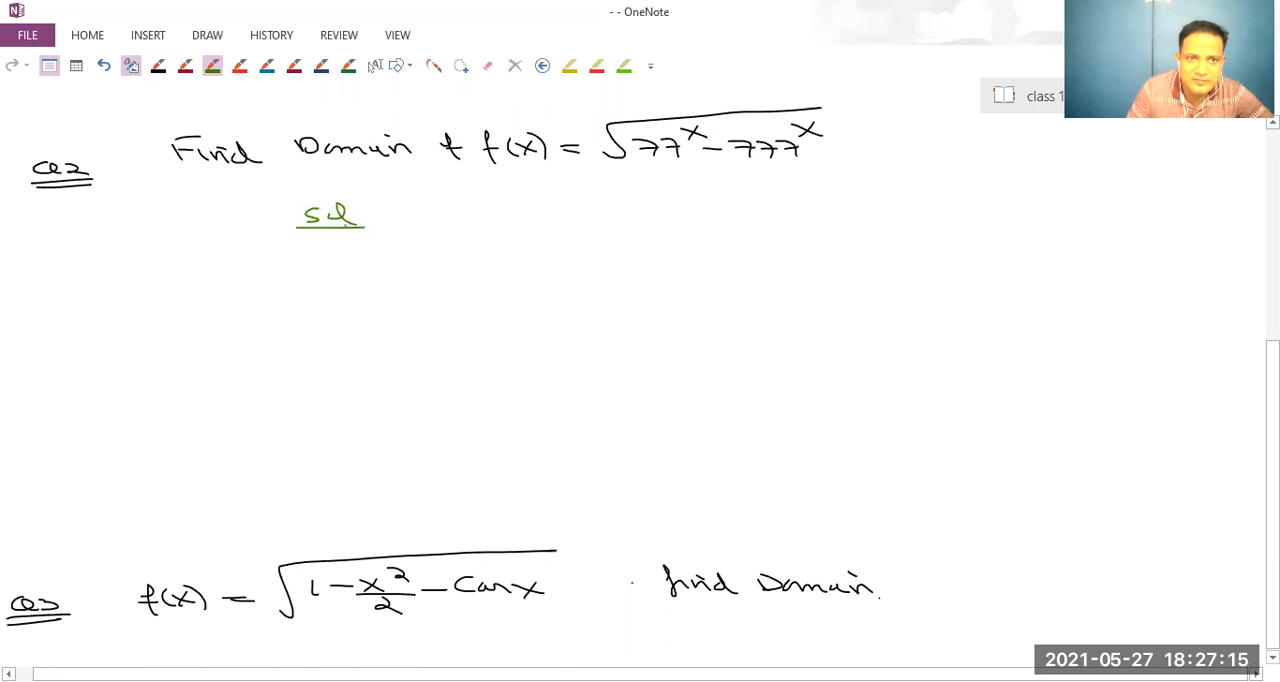 - - OneNote
FILE HOME INSERT DRAW HISTORY REVIEW VIEW
class 1
Q2 Find Domain of f(x) = √(77^x - 777^x)
Sol
Q3 f(x) = √(1 - x²/2 - Cos x) . find Domain.
2021-05-27 18:27:15